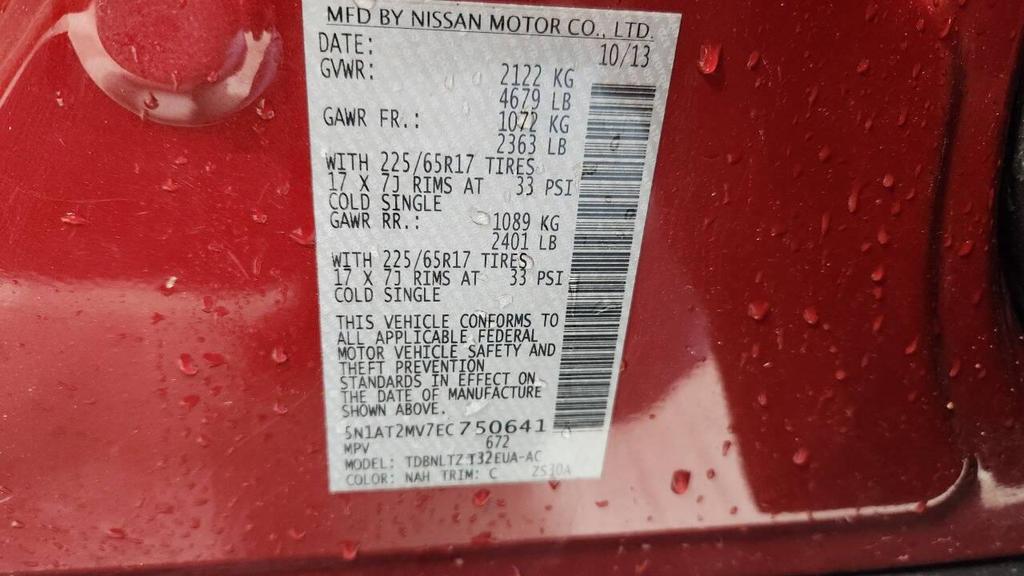 MFD BY NISSAN MOTOR CO., LTD.
DATE: 10/13
GVWR: 2122 KG
4679 LB
GAWR FR.: 1072 KG
2363 LB
WITH 225/65R17 TIRES
17 X 7J RIMS AT 33 PSI
COLD SINGLE
GAWR RR.: 1089 KG
2401 LB
WITH 225/65R17 TIRES
17 X 7J RIMS AT 33 PSI
COLD SINGLE
THIS VEHICLE CONFORMS TO
ALL APPLICABLE FEDERAL
MOTOR VEHICLE SAFETY AND
THEFT PREVENTION
STANDARDS IN EFFECT ON
THE DATE OF MANUFACTURE
SHOWN ABOVE.
5N1AT2MV7EC750641
MPV 672
MODEL: TDBNLTZT32EUA-AC
COLOR: NAH TRIM: C ZS30A